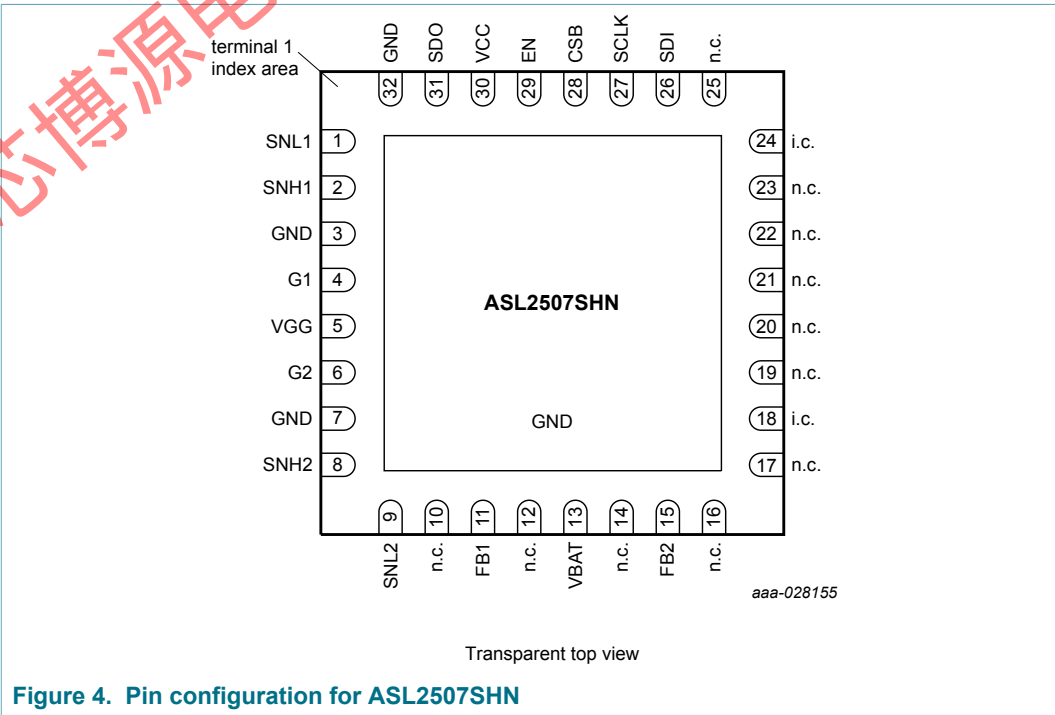 芯博源电
terminal 1
index area
GND
SDO
VCC
EN
CSB
SCLK
SDI
n.c.
32
31
30
29
28
27
26
25
SNL1 1
SNH1 2
GND 3
G1 4
VGG 5
G2 6
GND 7
SNH2 8
24 i.c.
23 n.c.
22 n.c.
21 n.c.
20 n.c.
19 n.c.
18 i.c.
17 n.c.
ASL2507SHN
GND
9
10
11
12
13
14
15
16
SNL2
n.c.
FB1
n.c.
VBAT
n.c.
FB2
n.c.
aaa-028155
Transparent top view
Figure 4. Pin configuration for ASL2507SHN